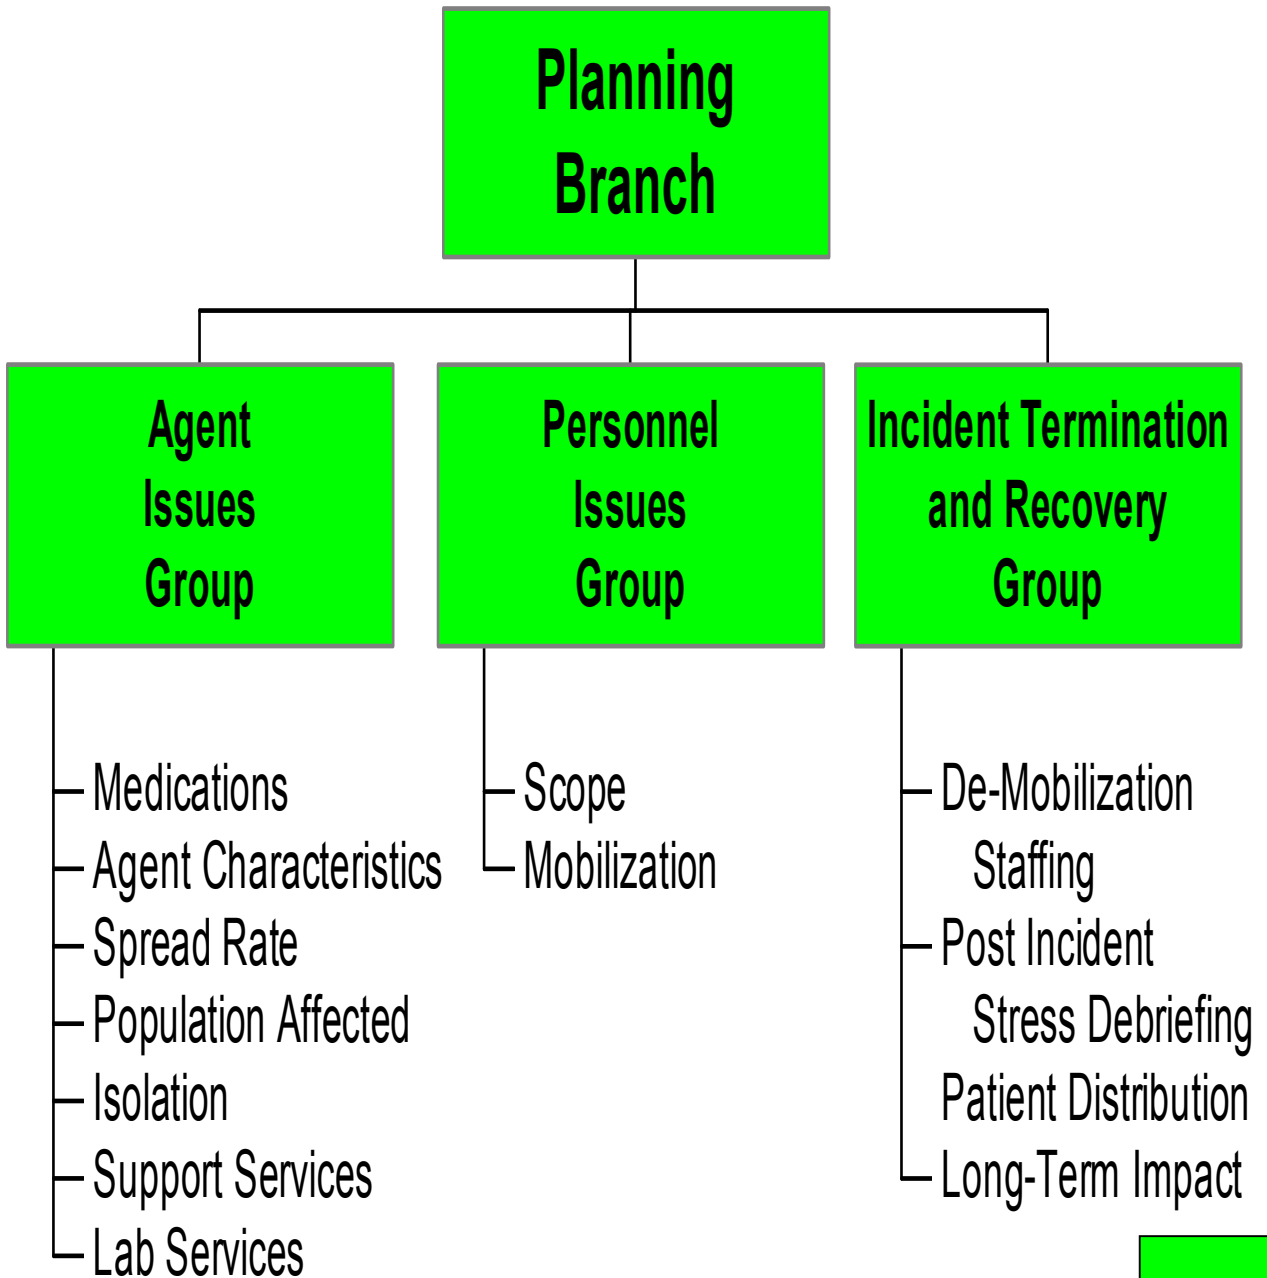 Planning
Branch
Agent
Issues
Group
Personnel
Issues
Group
Incident Termination
and Recovery
Group
Medications
Agent Characteristics
Spread Rate
Population Affected
Isolation
Support Services
Lab Services
Scope
Mobilization
De-Mobilization
Staffing
Post Incident
Stress Debriefing
Patient Distribution
Long-Term Impact